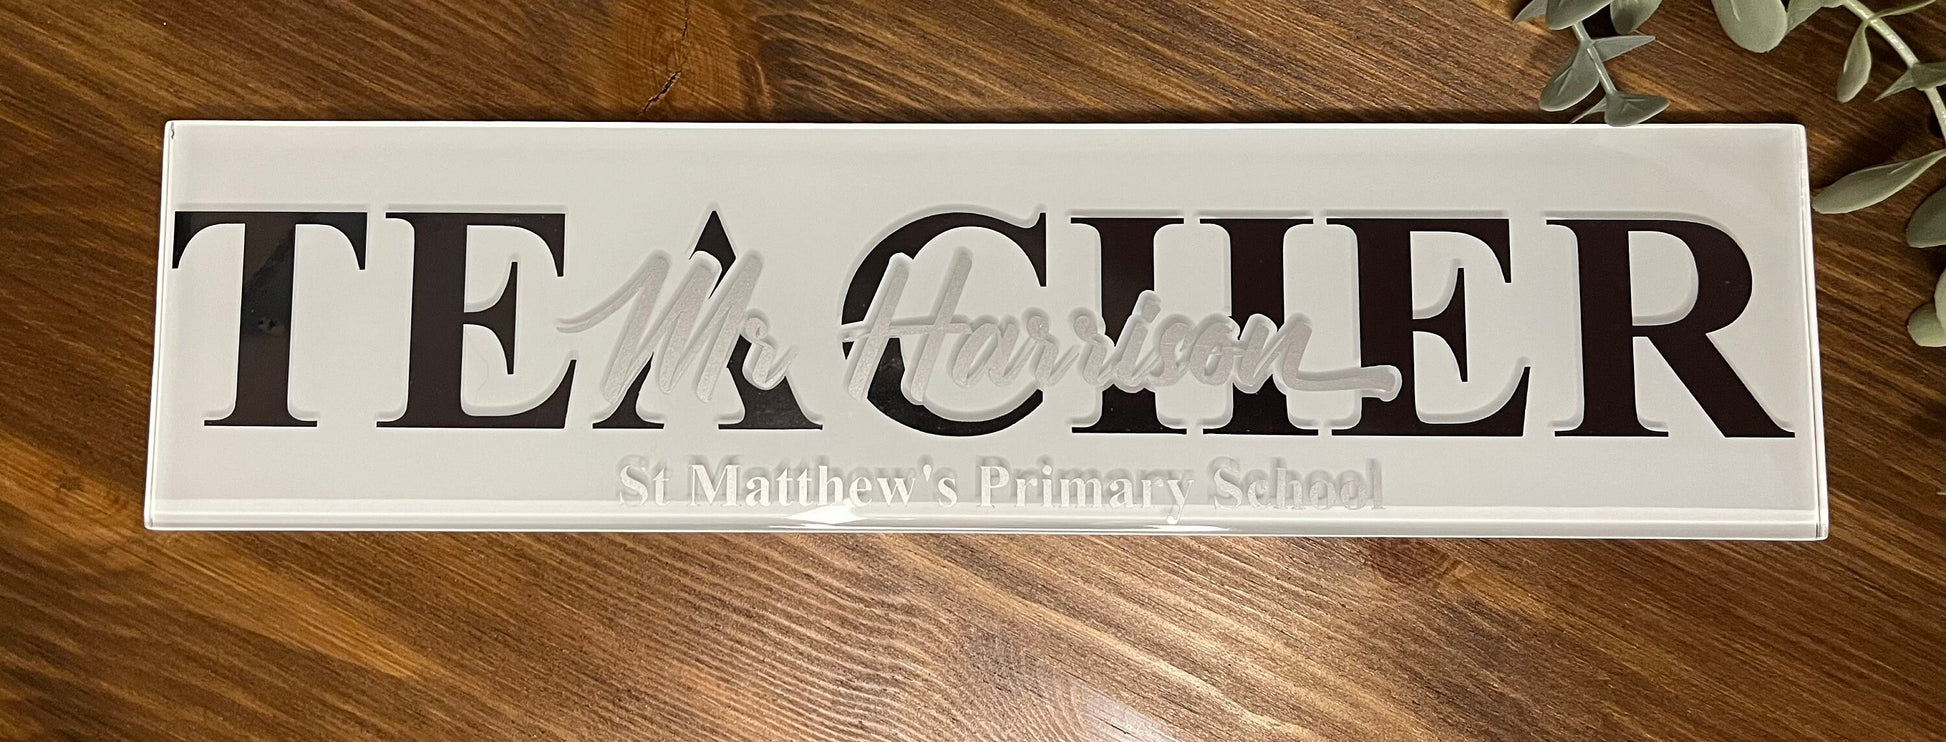 TEACHER
Mr Harrison
St Matthew's Primary School